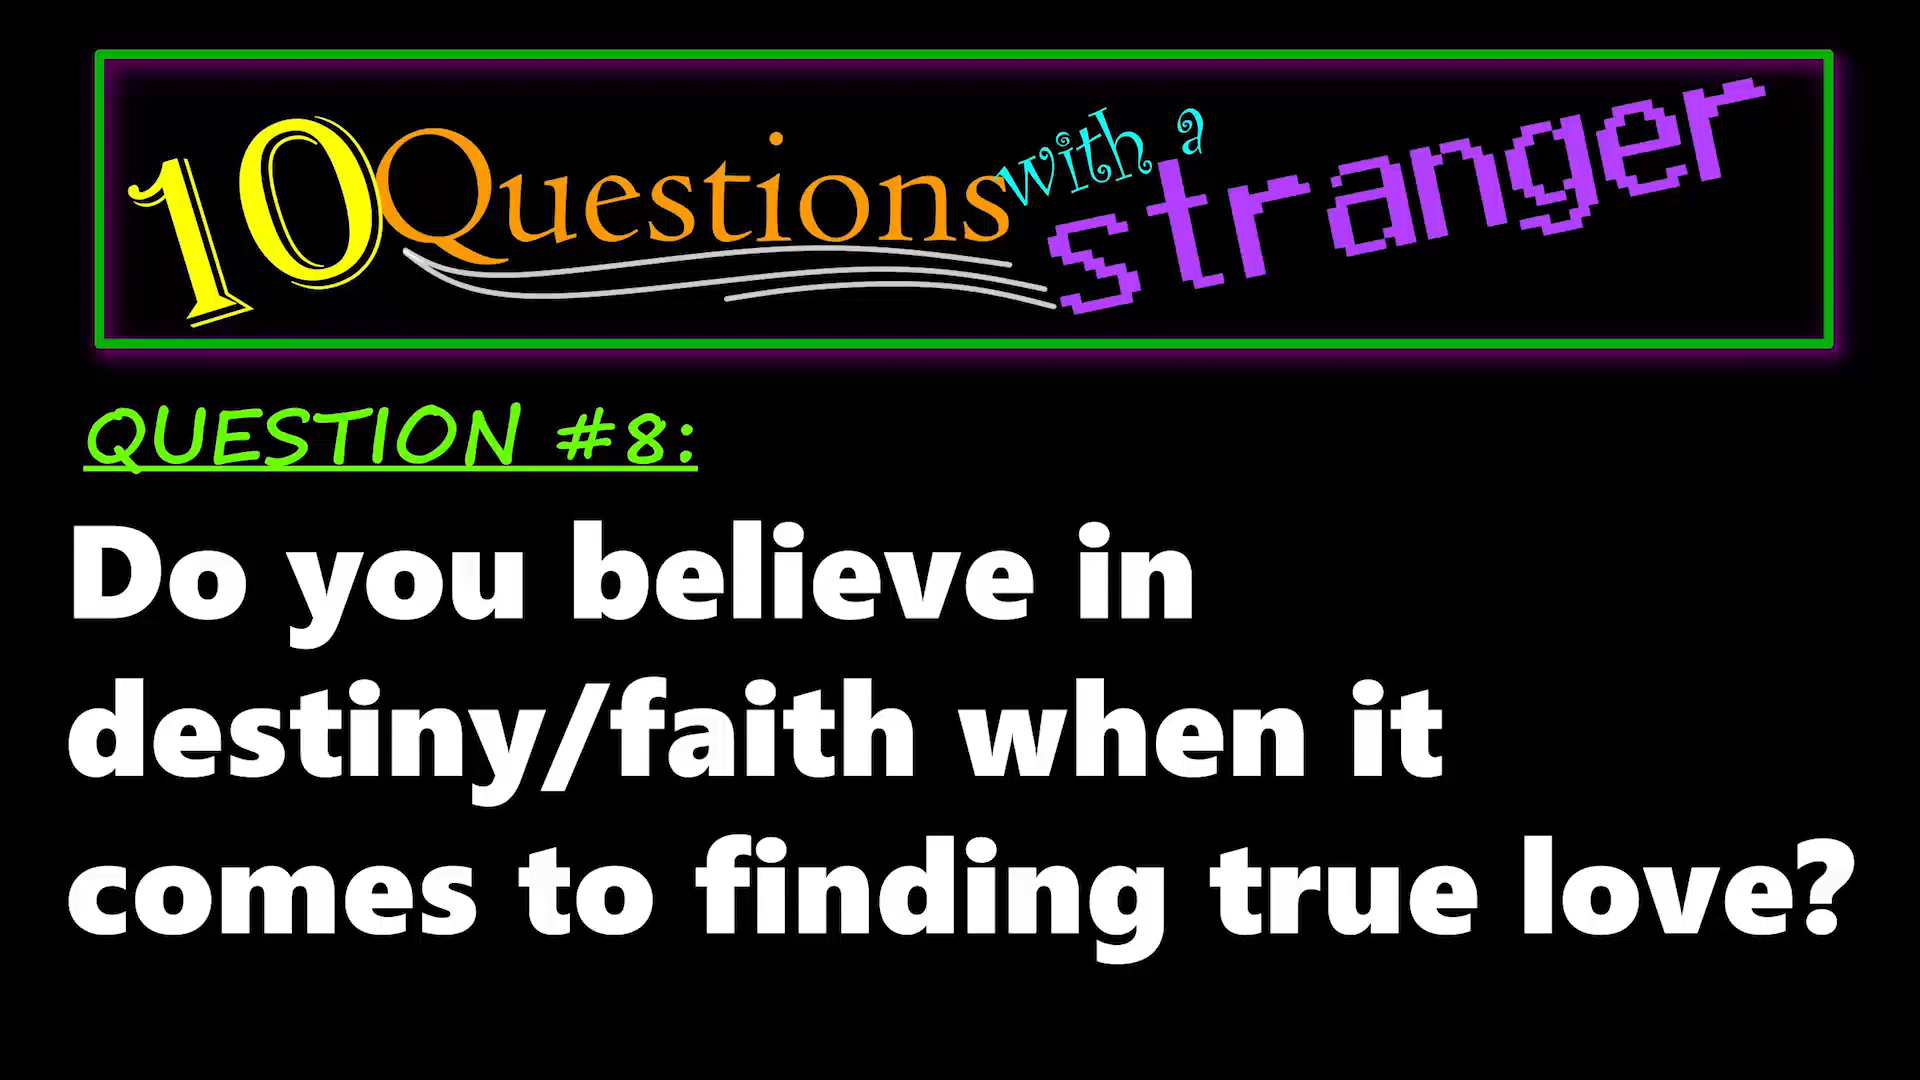 10 Questions with a stranger
QUESTION #8:
Do you believe in
destiny/faith when it
comes to finding true love?